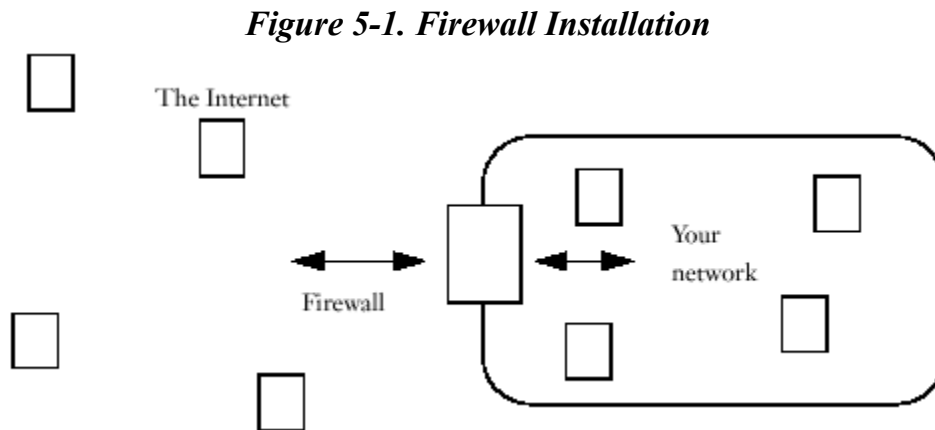 Figure 5-1. Firewall Installation
The Internet
Your
network
Firewall